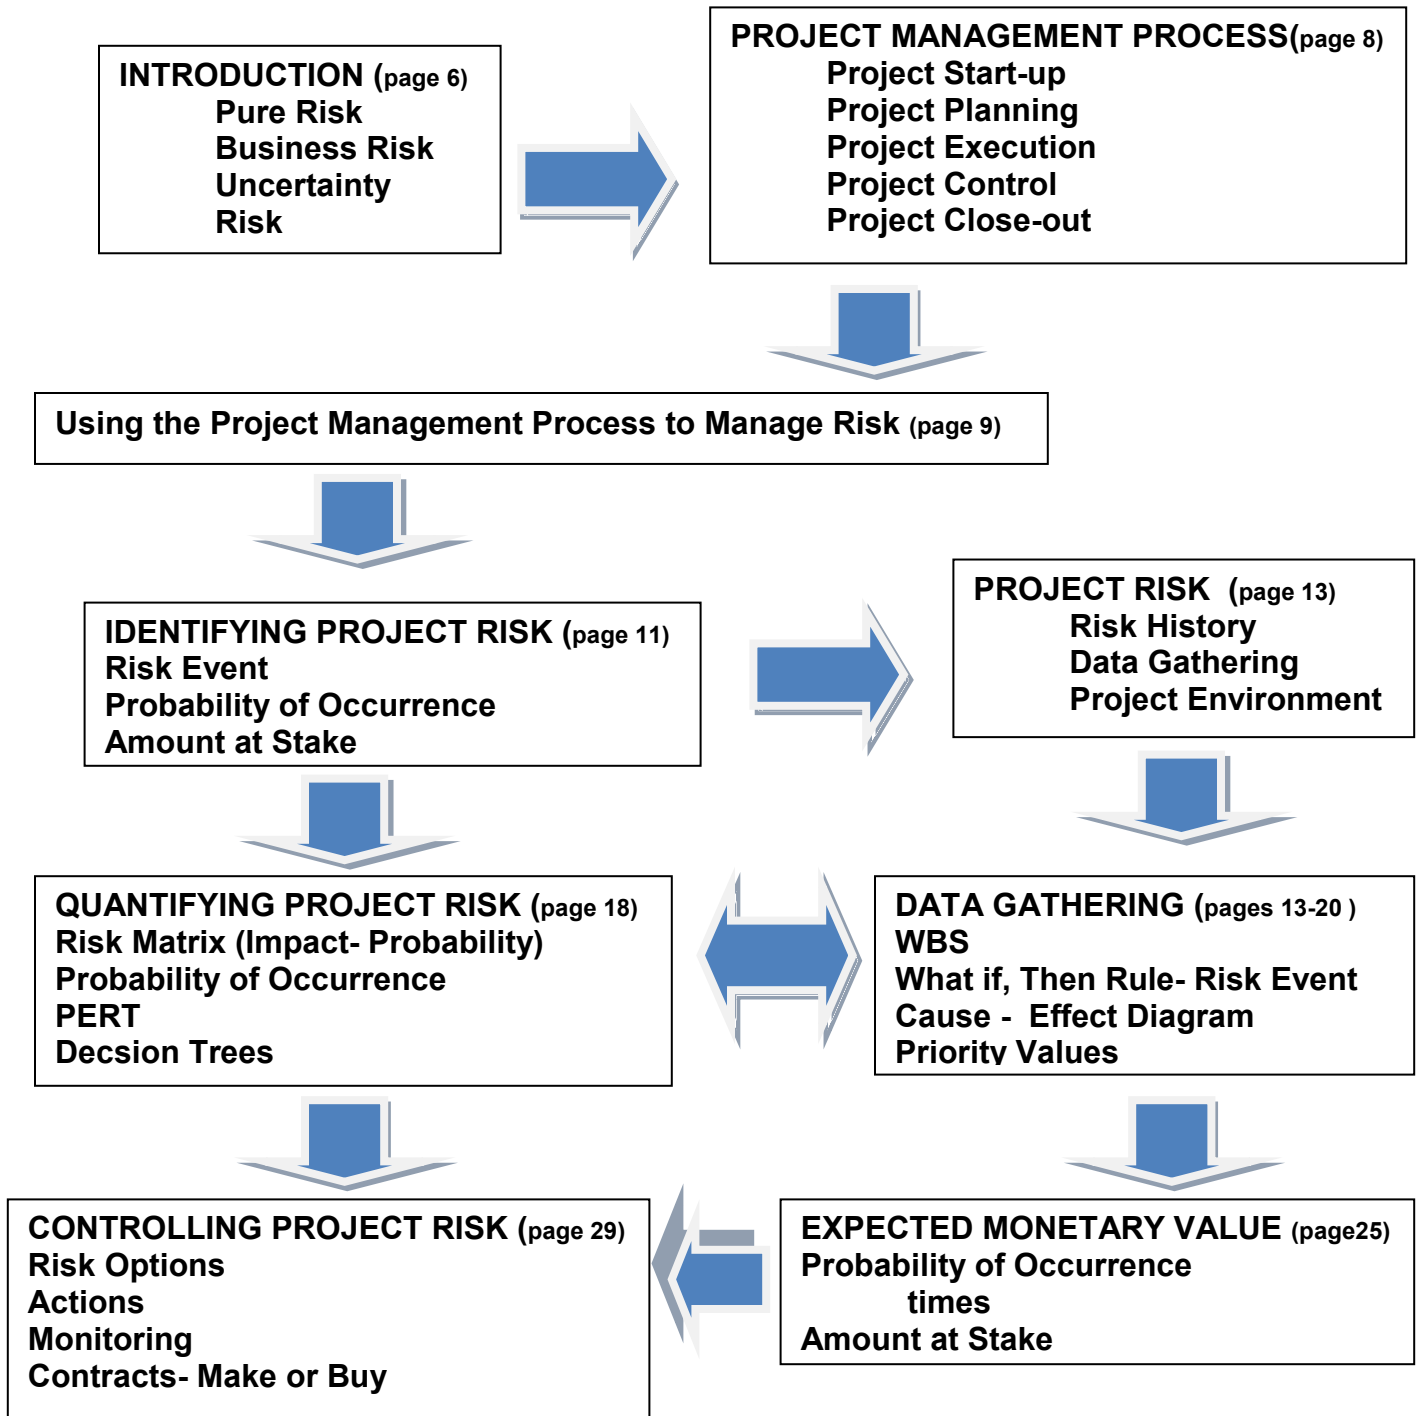 INTRODUCTION (page 6)
Pure Risk
Business Risk
Uncertainty
Risk
PROJECT MANAGEMENT PROCESS(page 8)
Project Start-up
Project Planning
Project Execution
Project Control
Project Close-out
Using the Project Management Process to Manage Risk (page 9)
IDENTIFYING PROJECT RISK (page 11)
Risk Event
Probability of Occurrence
Amount at Stake
PROJECT RISK  (page 13)
Risk History
Data Gathering
Project Environment
QUANTIFYING PROJECT RISK (page 18)
Risk Matrix (Impact- Probability)
Probability of Occurrence
PERT
Decsion Trees
DATA GATHERING (pages 13-20 )
WBS
What if, Then Rule- Risk Event
Cause -  Effect Diagram
Priority Values
CONTROLLING PROJECT RISK (page 29)
Risk Options
Actions
Monitoring
Contracts- Make or Buy
EXPECTED MONETARY VALUE (page25)
Probability of Occurrence
times
Amount at Stake